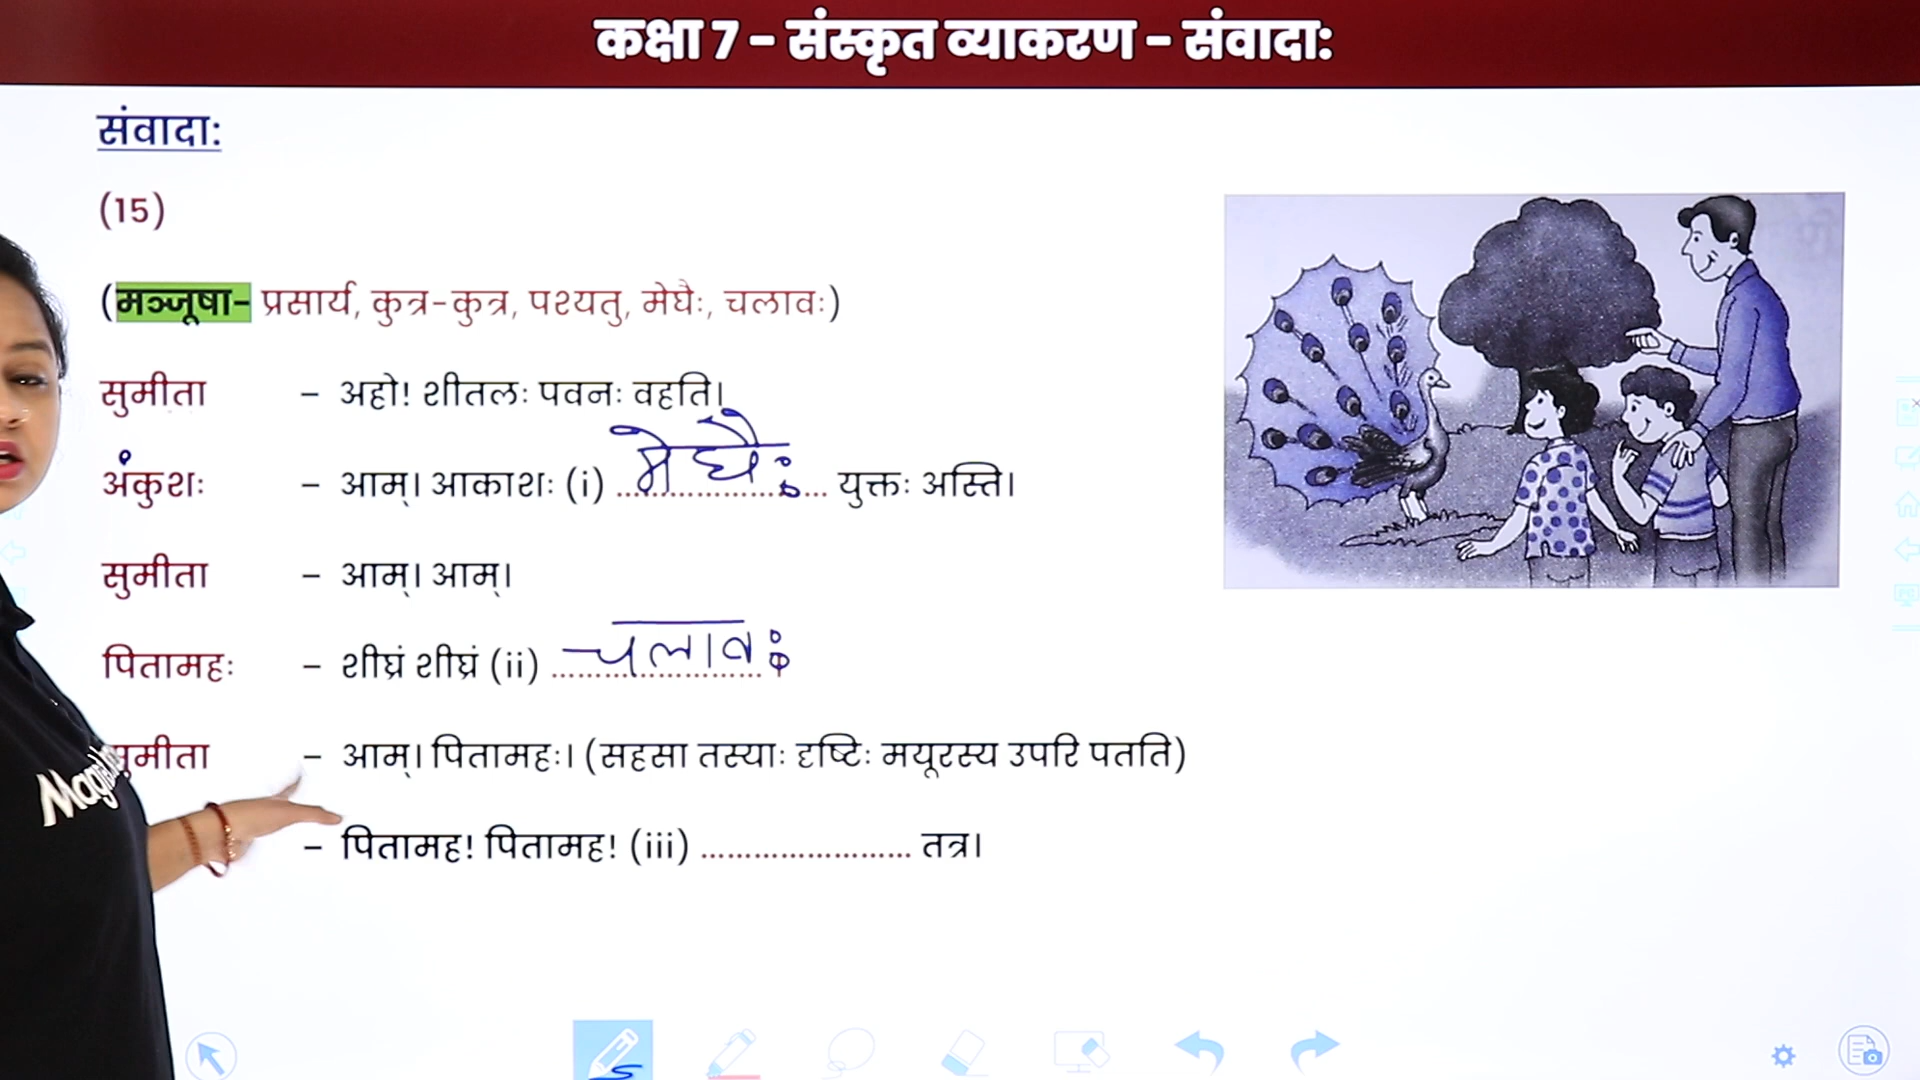 कक्षा 7 - संस्कृत व्याकरण - संवादाः
संवादाः
(15)
(मञ्जूषा- प्रसार्य, कुत्र-कुत्र, पश्यतु, मेघैः, चलावः)
सुमीता - अहो! शीतलः पवनः वहति।
अंकुशः - आम्। आकाशः (i) मेघैः युक्तः अस्ति।
सुमीता - आम्। आम्।
पितामहः - शीघ्रं शीघ्रं (ii) चलावः
सुमीता - आम्। पितामहः। (सहसा तस्याः दृष्टिः मयूरस्य उपरि पतति)
- पितामह! पितामह! (iii) ........................ तत्र।